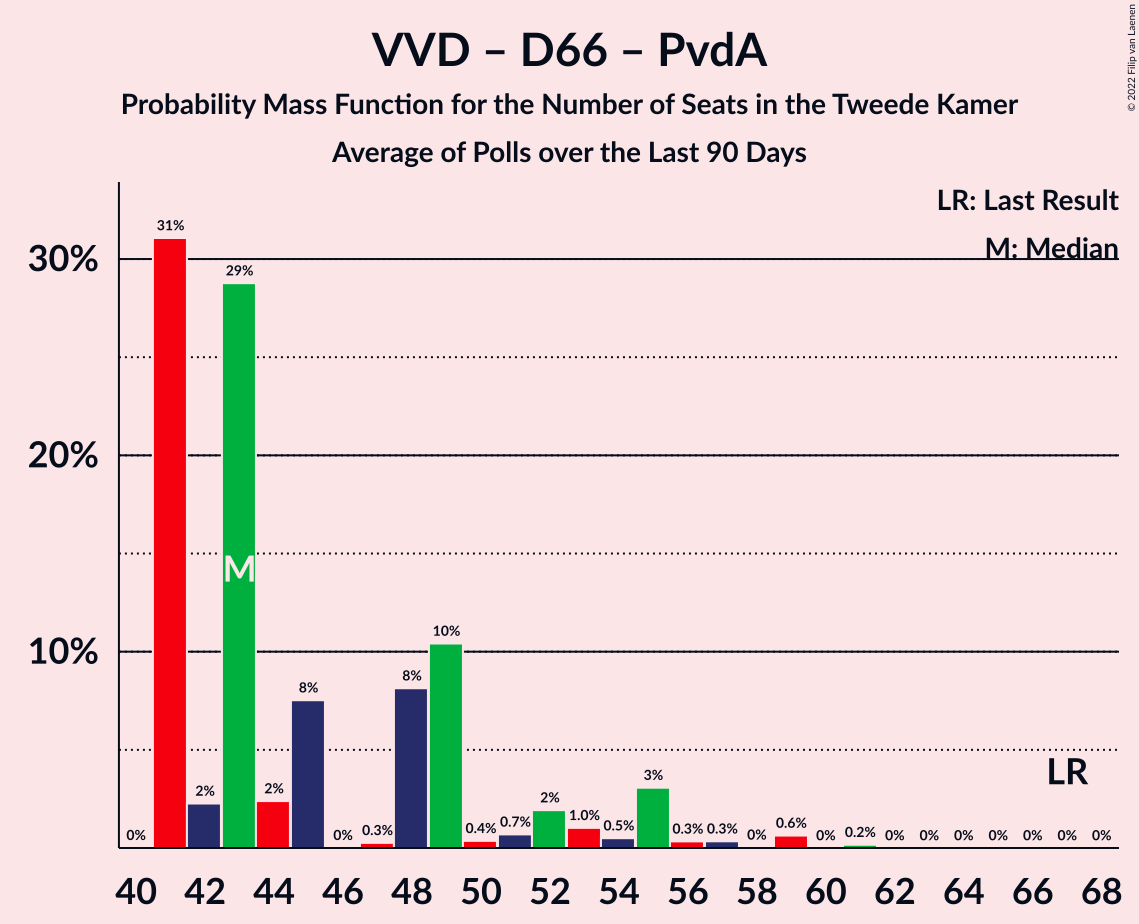 VVD – D66 – PvdA
Probability Mass Function for the Number of Seats in the Tweede Kamer
Average of Polls over the Last 90 Days
© 2022 Filip van Laenen
LR: Last Result
M: Median
30%
20%
10%
0% 31% 2% 29% 2% 8% 0% 0.3% 8% 10% 0.4% 0.7% 2% 1.0% 0.5% 3% 0.3% 0.3% 0% 0.6% 0% 0.2% 0% 0% 0% 0% 0% 0% 0%
M
LR
40 42 44 46 48 50 52 54 56 58 60 62 64 66 68